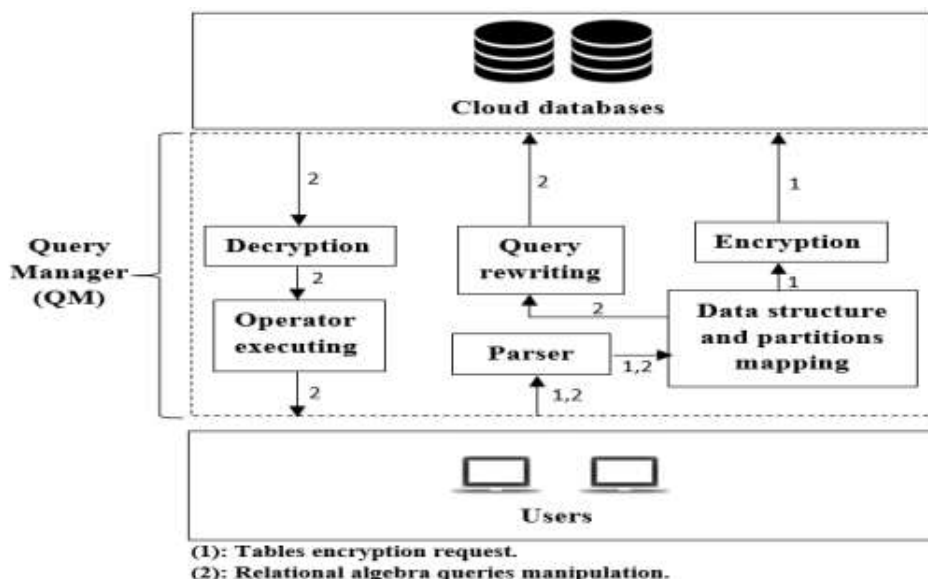 Cloud databases
2
2
1
Query
Manager
(QM)
Decryption
Query
rewriting
Encryption
2
1
Operator
executing
2
Data structure
and partitions
mapping
Parser
1,2
2
1,2
Users
(1): Tables encryption request.
(2): Relational algebra queries manipulation.